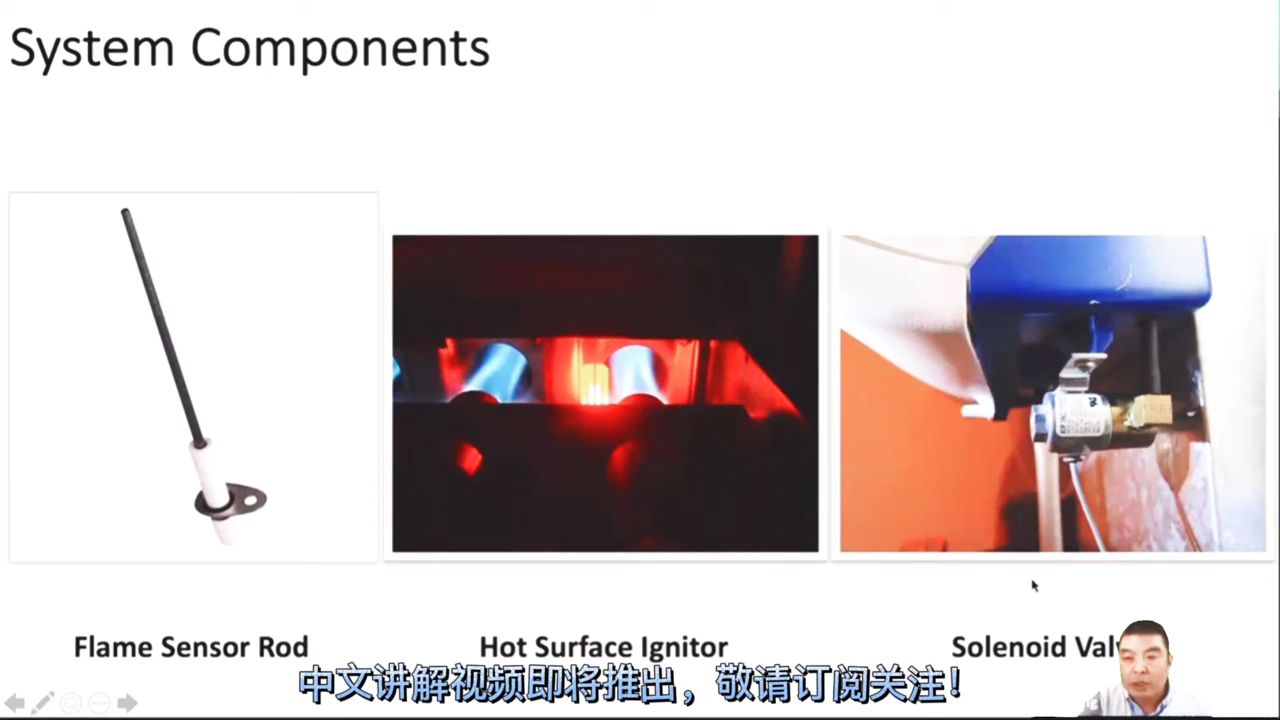 System Components
Flame Sensor Rod
Hot Surface Ignitor
Solenoid
中文讲解视频即将推出，敬请订阅关注！